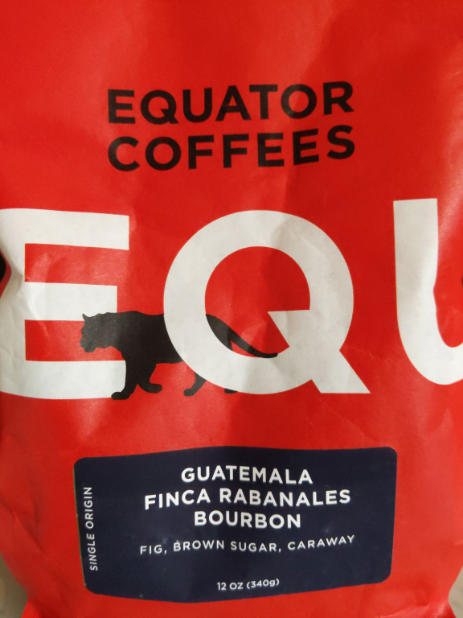 EQUATOR
COFFEES
EQU
GUATEMALA
FINCA RABANALES
BOURBON
FIG, BROWN SUGAR, CARAWAY
SINGLE ORIGIN
12 OZ (340g)